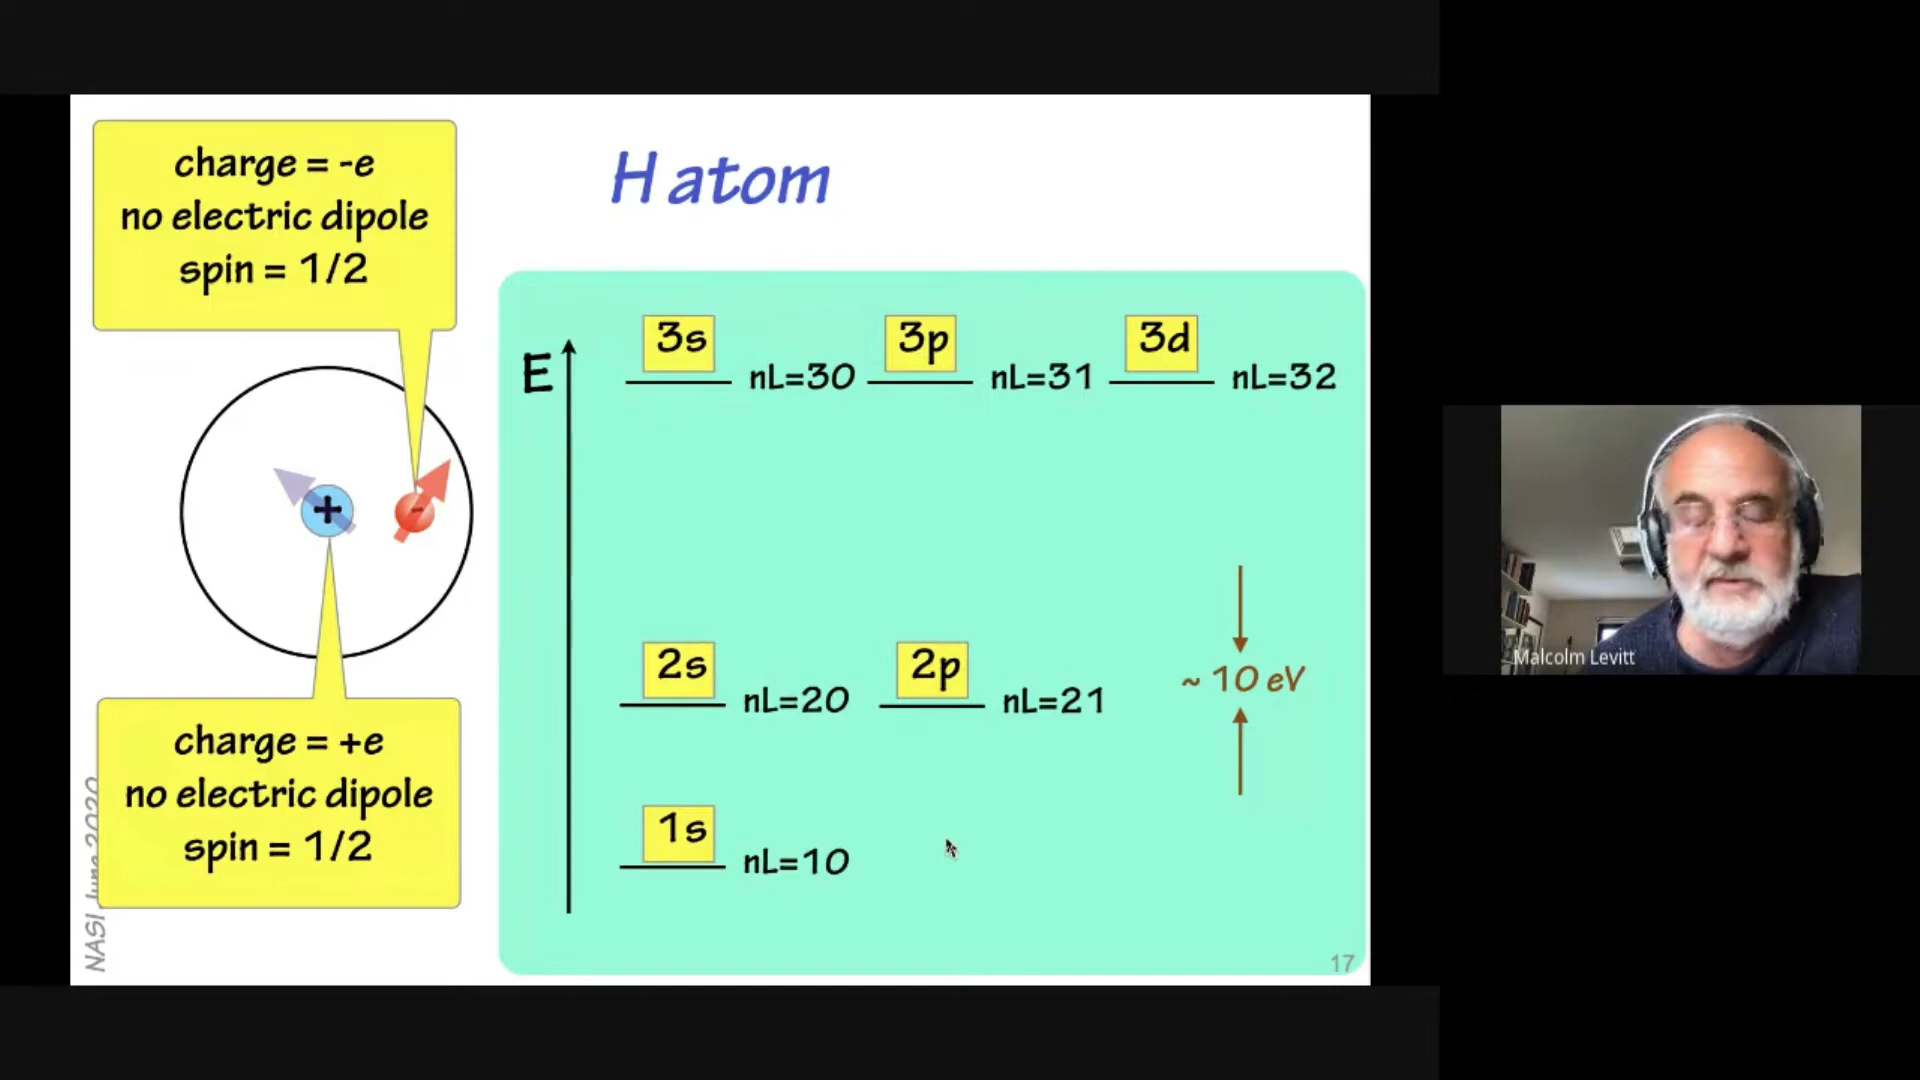 charge = -e
no electric dipole
spin = 1/2
H atom
E
3s
nL=30
3p
nL=31
3d
nL=32
+
-
2s
nL=20
2p
nL=21
~ 10 eV
1s
nL=10
charge = +e
no electric dipole
spin = 1/2
NASI June 2020
17
Malcolm Levitt